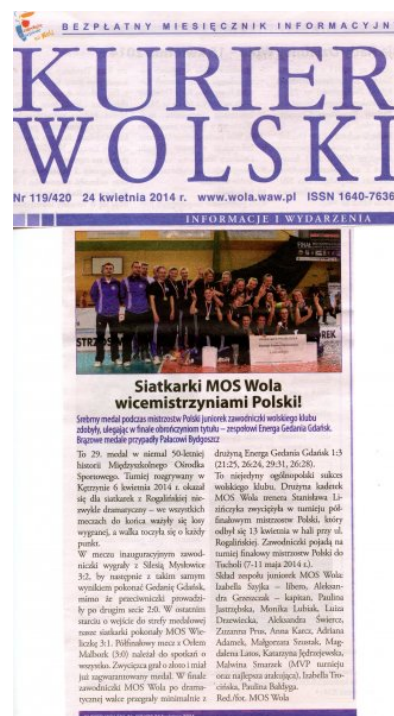 BEZPŁATNY MIESIĘCZNIK INFORMACYJN
KURIER
WOLSKI
Nr 119/420 24 kwietnia 2014 r. www.wola.waw.pl ISSN 1640-7636
INFORMACJE I WYDARZENIA
Siatkarki MOS Wola
wicemistrzyniami Polski!
Srebrny medal podczas mistrzostw Polski juniorek zawodniczki wolskiego klubu
zdobyły, ulegając w finale obrończyniom tytułu – zespołowi Energa Gedania Gdańsk.
Brązowe medale przypadły Pałacowi Bydgoszcz
To 29. medal w niemal 50-letniej
historii Międzyszkolnego Ośrodka
Sportowego. Turniej rozgrywany w
Kętrzynie 6 kwietnia 2014 r. okazał
się dla siatkarek z Rogalińskiej nie-
zwykle dramatyczny – we wszystkich
meczach do końca ważyły się losy
wygranej, a walka toczyła się o każdy
punkt.
W meczu inauguracyjnym zawod-
niczki wygrały z Silesią Mysłowice
3:2, by następnie z takim samym
wynikiem pokonać Gedanię Gdańsk,
mimo że przeciwniczki prowadzi-
ły po drugim secie 2:0. W ostatnim
starciu o wejście do strefy medalowej
nasze siatkarki pokonały MOS Wie-
liczkę 3:1. Półfinałowy mecz z Orłem
Malbork (3:0) należał do spotkań o
wszystko. Zwycięzca grał o złoto i miał
już zagwarantowany medal. W finale
zawodniczki MOS Wola po drama-
tycznej walce przegrały minimalnie z
drużyną Energa Gedania Gdańsk 1:3
(21:25, 26:24, 29:31, 26:28).
To niejedyny ogólnopolski sukces
wolskiego klubu. Drużyna kadetek
MOS Wola trenera Stanisława Li-
zińczyka zwyciężyła w turnieju pół-
finałowym mistrzostw Polski, który
odbył się 13 kwietnia w hali przy ul.
Rogalińskiej. Zawodniczki pojadą na
turniej finałowy mistrzostw Polski do
Tucholi (7-11 maja 2014 r.).
Skład zespołu juniorek MOS Wola:
Izabella Śliwka – libero, Aleksan-
dra Gromadowska – kapitan, Paulina
Jastrzębska, Monika Lubiak, Luiza
Drzewiecka, Aleksandra Świercz,
Zuzanna Prus, Anna Karcz, Adriana
Adamek, Małgorzata Szostak, Mag-
dalena Latos, Katarzyna Jędrzejewska,
Malwina Smarzek (MVP turnieju
oraz najlepsza atakująca), Izabella Tro-
cińska, Paulina Bałdyga.
Red./fot. MOS Wola